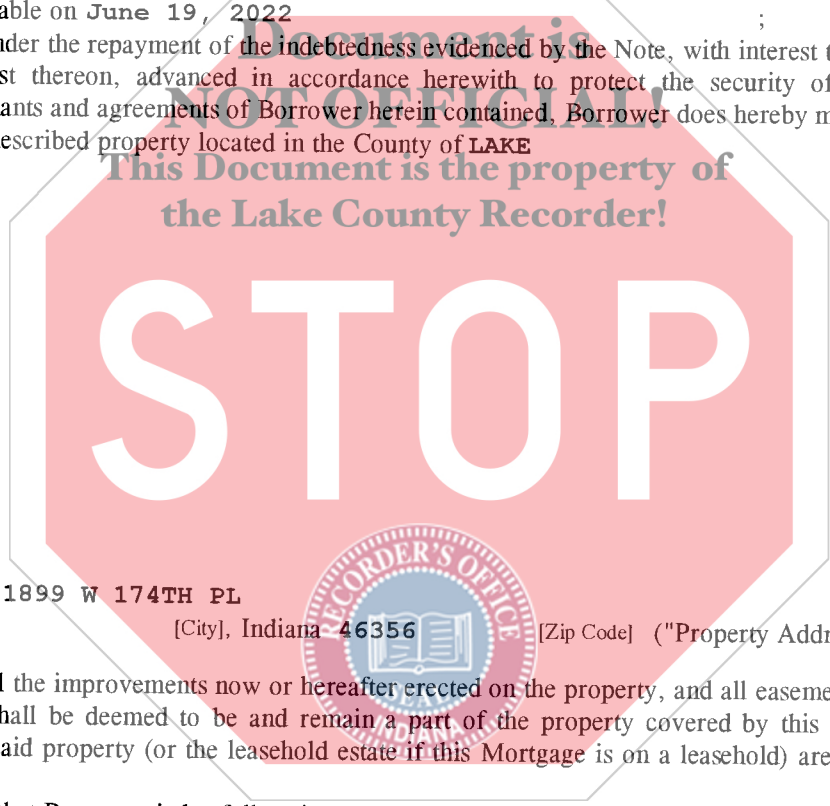 able on June 19, 2022 ;
Document is
nder the repayment of the indebtedness evidenced by the Note, with interest t
st thereon, advanced in accordance herewith to protect the security of
NOT OFFICIAL!
ants and agreements of Borrower herein contained, Borrower does hereby m
escribed property located in the County of LAKE
This Document is the property of
the Lake County Recorder!
STOP
RECORDER'S OFFICE
1899 W 174TH PL
[City], Indiana 46356 [Zip Code] ("Property Addr
l the improvements now or hereafter erected on the property, and all easeme
hall be deemed to be and remain a part of the property covered by this
INDIANA
aid property (or the leasehold estate if this Mortgage is on a leasehold) are